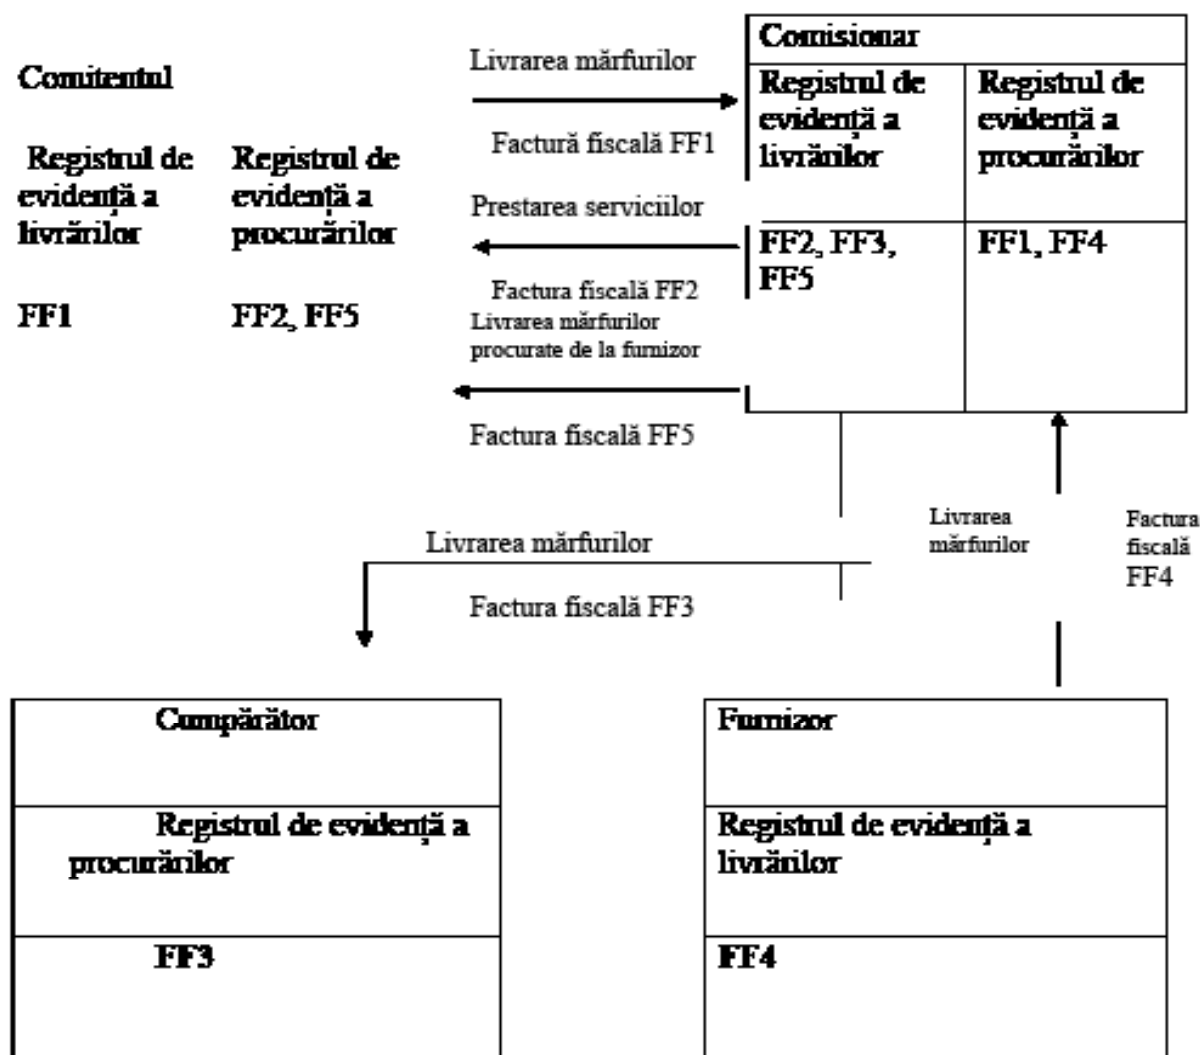 Comitentul
Registrul de
evidență a
livrărilor
Registrul de
evidență a
procurărilor
FF1
FF2, FF5
Livrarea mărfurilor
Factură fiscală FF1
Prestarea serviciilor
Factura fiscală FF2
Livrarea mărfurilor
procurate de la furnizor
Factura fiscală FF5
Comisionar
Registrul de
evidență a
livrărilor
Registrul de
evidență a
procurărilor
FF2, FF3,
FF5
FF1, FF4
Livrarea mărfurilor
Factura fiscală FF3
Livrarea
mărfurilor
Factura
fiscală
FF4
Cumpărător
Registrul de evidență a
procurărilor
FF3
Furnizor
Registrul de evidență a
livrărilor
FF4